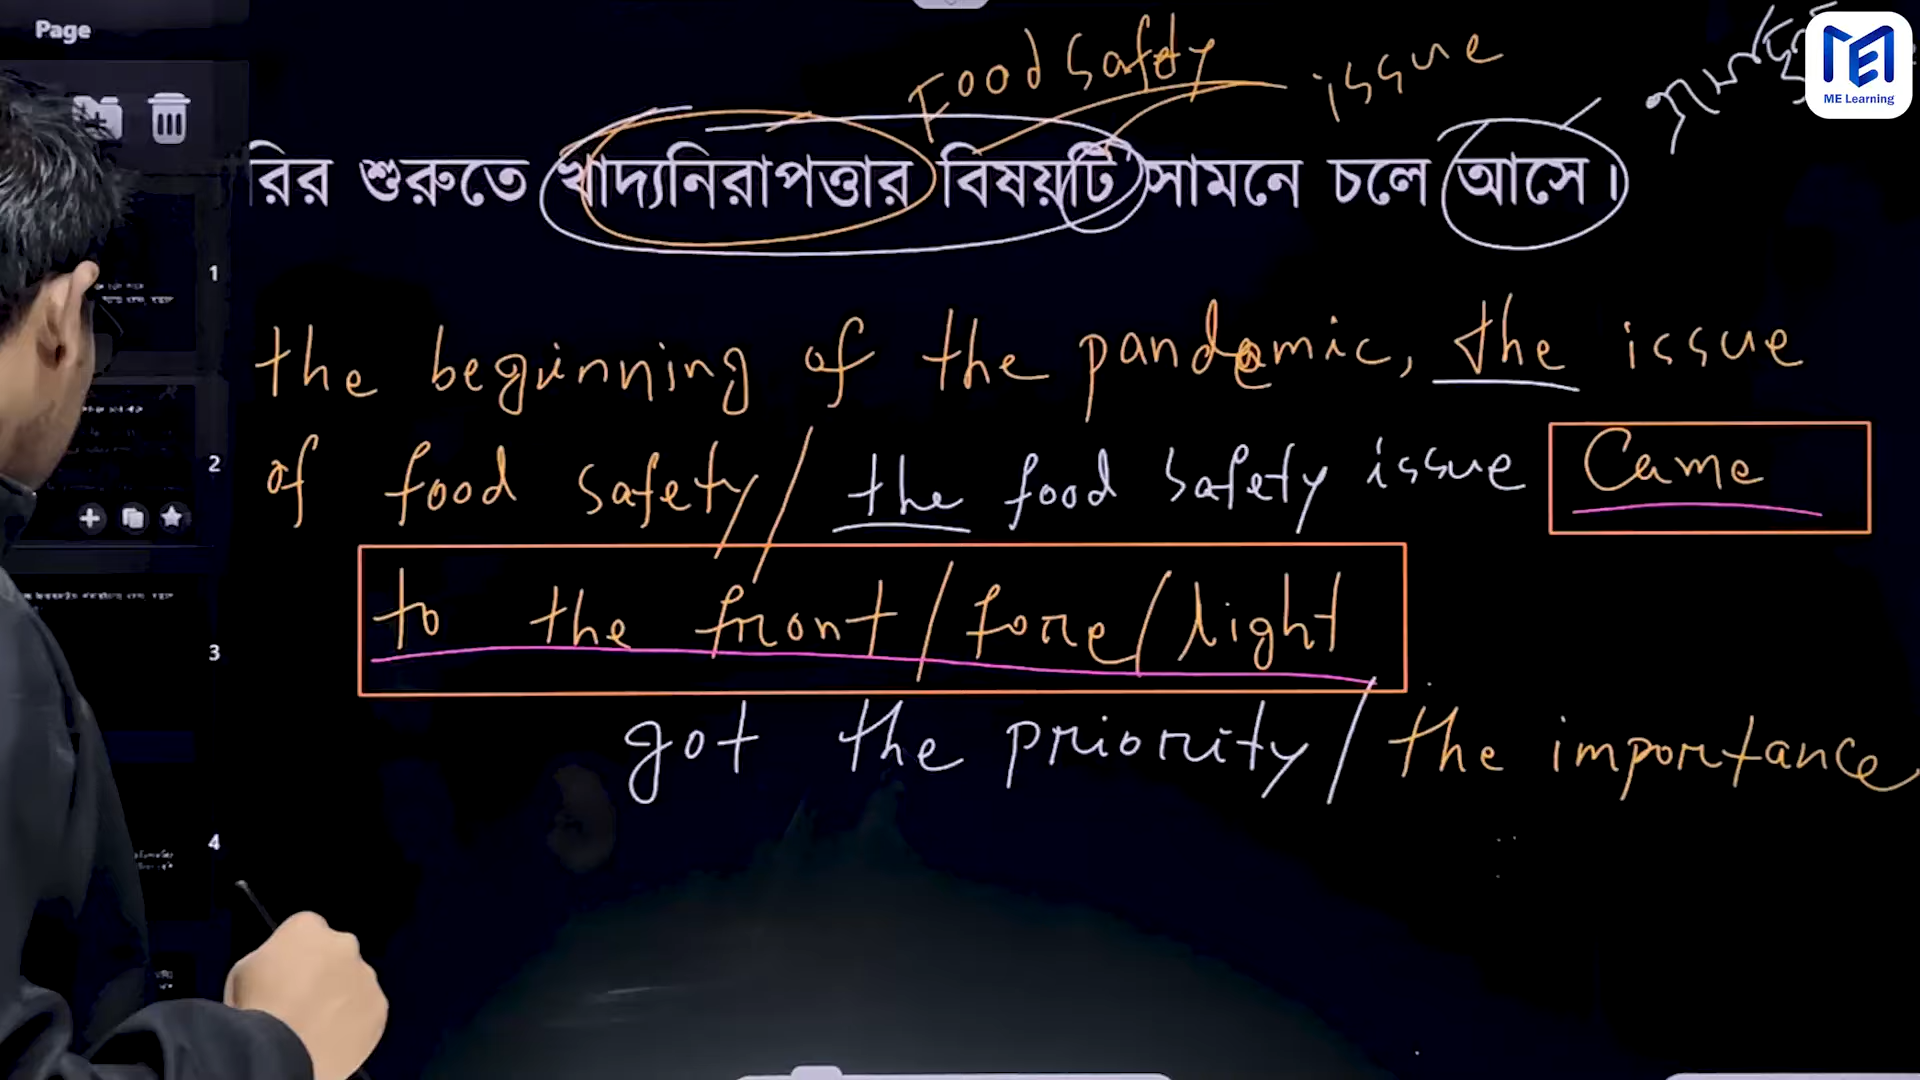 Page
ME Learning
Food Safety issue
রির শুরুতে খাদ্যনিরাপত্তার বিষয়টি সামনে চলে আসে।
the beginning of the pandemic, the issue
of food safety / the food safety issue Came
to the front / fore / light
got the priority / the importance
1
2
3
4